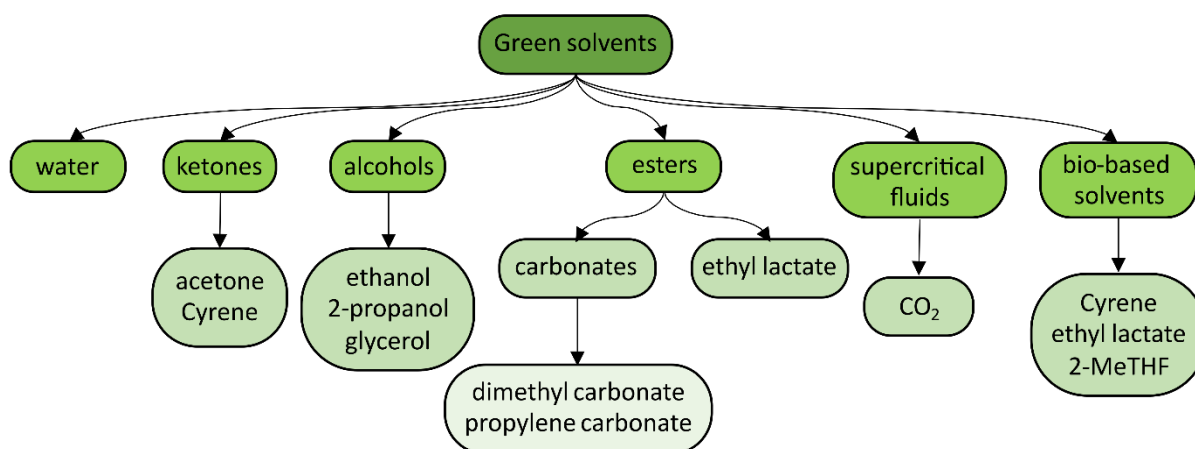 Green solvents
water
ketones
alcohols
esters
supercritical
fluids
bio-based
solvents
acetone
Cyrene
ethanol
2-propanol
glycerol
carbonates
ethyl lactate
CO₂
Cyrene
ethyl lactate
2-MeTHF
dimethyl carbonate
propylene carbonate